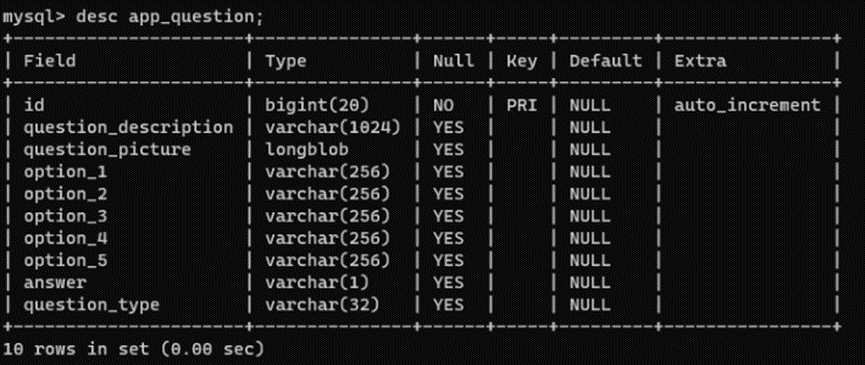 mysql> desc app_question;
+----------------------+---------------+------+-----+---------+----------------+
| Field                | Type          | Null | Key | Default | Extra          |
+----------------------+---------------+------+-----+---------+----------------+
| id                   | bigint(20)    | NO   | PRI | NULL    | auto_increment |
| question_description | varchar(1024) | YES  |     | NULL    |                |
| question_picture     | longblob      | YES  |     | NULL    |                |
| option_1             | varchar(256)  | YES  |     | NULL    |                |
| option_2             | varchar(256)  | YES  |     | NULL    |                |
| option_3             | varchar(256)  | YES  |     | NULL    |                |
| option_4             | varchar(256)  | YES  |     | NULL    |                |
| option_5             | varchar(256)  | YES  |     | NULL    |                |
| answer               | varchar(1)    | YES  |     | NULL    |                |
| question_type        | varchar(32)   | YES  |     | NULL    |                |
+----------------------+---------------+------+-----+---------+----------------+
10 rows in set (0.00 sec)